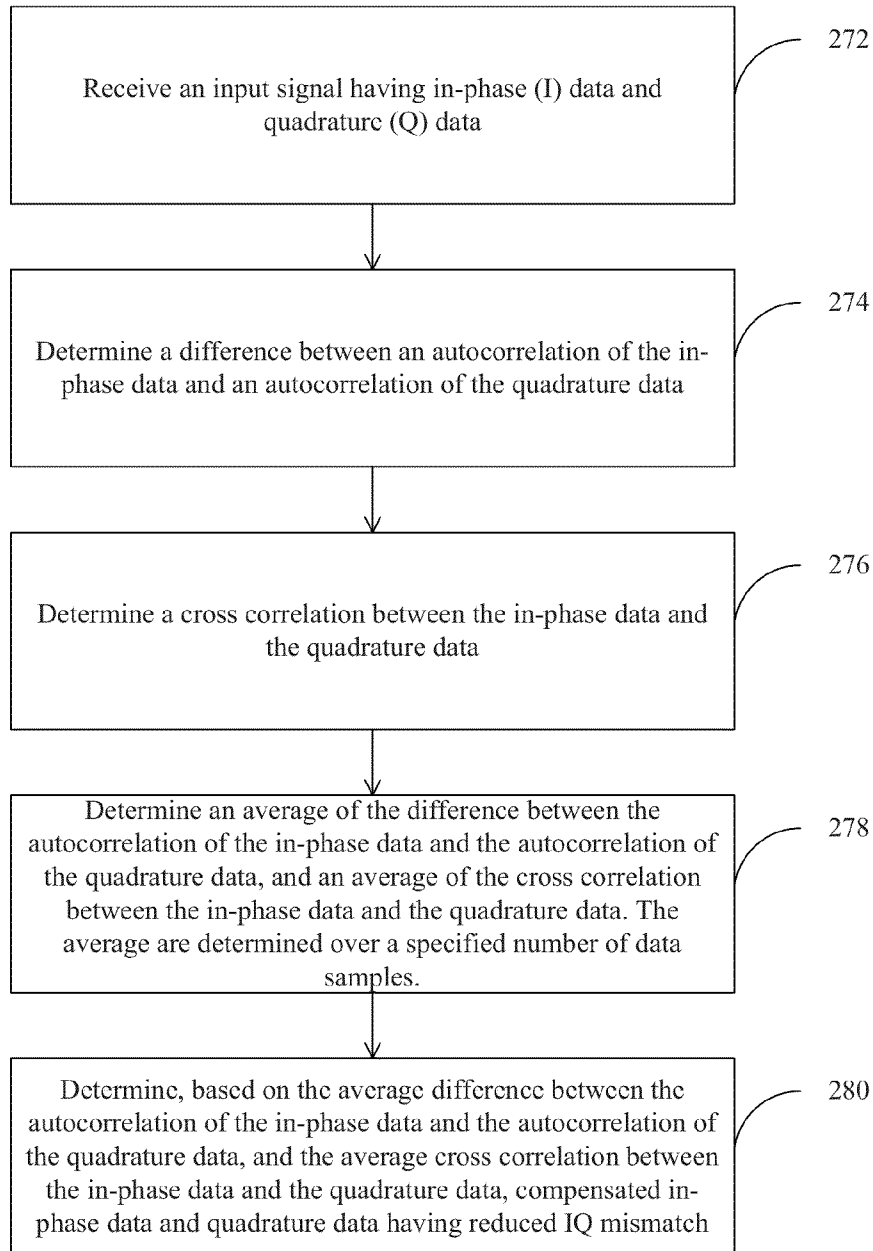 Receive an input signal having in-phase (I) data and
quadrature (Q) data
272
Determine a difference between an autocorrelation of the in-
phase data and an autocorrelation of the quadrature data
274
Determine a cross correlation between the in-phase data and
the quadrature data
276
Determine an average of the difference between the
autocorrelation of the in-phase data and the autocorrelation of
the quadrature data, and an average of the cross correlation
between the in-phase data and the quadrature data. The
average are determined over a specified number of data
samples.
278
Determine, based on the average difference between the
autocorrelation of the in-phase data and the autocorrelation of
the quadrature data, and the average cross correlation between
the in-phase data and the quadrature data, compensated in-
phase data and quadrature data having reduced IQ mismatch
280